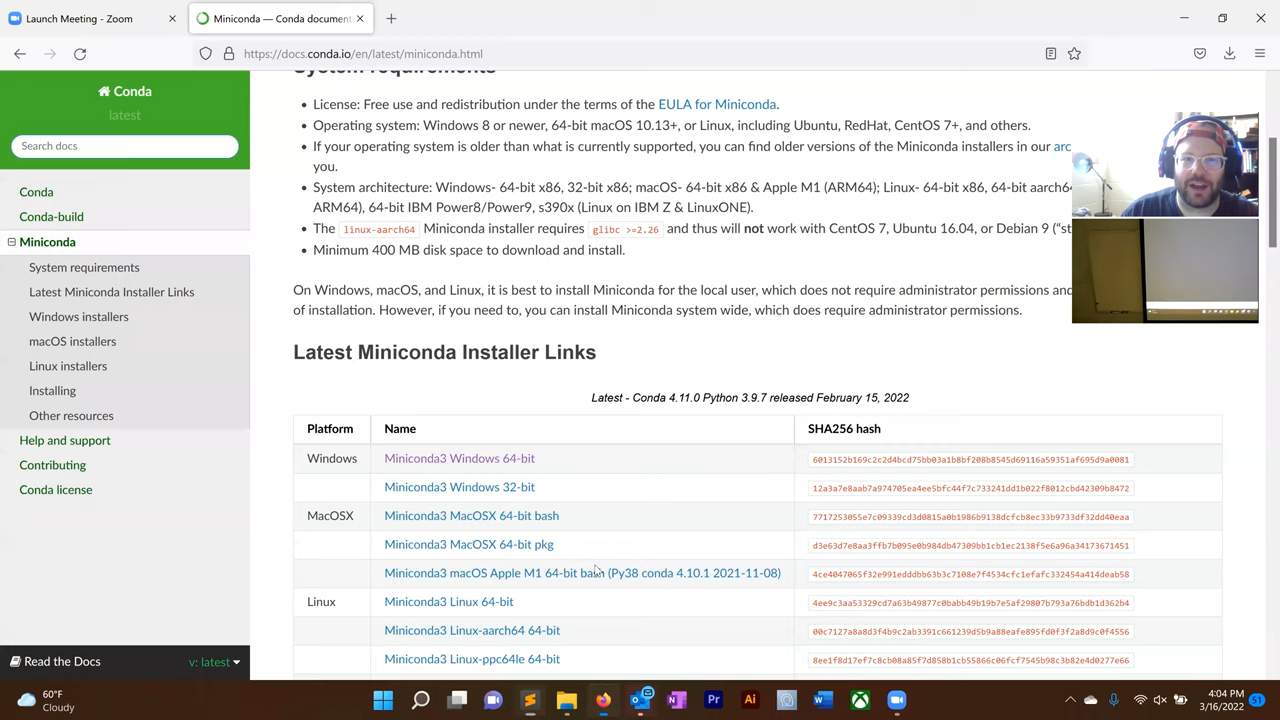 Launch Meeting - Zoom
Miniconda — Conda document
https://docs.conda.io/en/latest/miniconda.html
Conda
latest
Search docs
Conda
Conda-build
Miniconda
System requirements
Latest Miniconda Installer Links
Windows installers
macOS installers
Linux installers
Installing
Other resources
Help and support
Contributing
Conda license
Read the Docs
v: latest
System requirements
License: Free use and redistribution under the terms of the EULA for Miniconda.
Operating system: Windows 8 or newer, 64-bit macOS 10.13+, or Linux, including Ubuntu, RedHat, CentOS 7+, and others.
If your operating system is older than what is currently supported, you can find older versions of the Miniconda installers in our arc
you.
System architecture: Windows- 64-bit x86, 32-bit x86; macOS- 64-bit x86 & Apple M1 (ARM64); Linux- 64-bit x86, 64-bit aarch64
ARM64), 64-bit IBM Power8/Power9, s390x (Linux on IBM Z & LinuxONE).
The linux-aarch64 Miniconda installer requires glibc >=2.26 and thus will not work with CentOS 7, Ubuntu 16.04, or Debian 9 ("st
Minimum 400 MB disk space to download and install.
On Windows, macOS, and Linux, it is best to install Miniconda for the local user, which does not require administrator permissions and
of installation. However, if you need to, you can install Miniconda system wide, which does require administrator permissions.
Latest Miniconda Installer Links
Latest - Conda 4.11.0 Python 3.9.7 released February 15, 2022
Platform Name SHA256 hash
Windows Miniconda3 Windows 64-bit 6013152b169c2c2d4bcd75bb03a1b8bf208b8545d69116a59351af695d9a0081
Miniconda3 Windows 32-bit 12a3a7e8aab7a974705ea4ee5bfc44f7c733241dd1b022f8012cbd42309b8472
MacOSX Miniconda3 MacOSX 64-bit bash 7717253055e7c09339cd3d0815a0b1986b9138dcfcb8ec33b9733df32dd40eaa
Miniconda3 MacOSX 64-bit pkg d3e63d7e8aa3ffb7b095e0b984db47309bb1cb1ec2138f5e6a96a34173671451
Miniconda3 macOS Apple M1 64-bit bash (Py38 conda 4.10.1 2021-11-08) 4ce4047065f32e991edddbb63b3c7108e7f4534cfc1efafc332454a414deab58
Linux Miniconda3 Linux 64-bit 4ee9c3aa53329cd7a63b49877c0babb49b19b7e5af29807b793a76bdb1d362b4
Miniconda3 Linux-aarch64 64-bit 00c7127a8a8d3f4b9c2ab3391c661239d5b9a88eafe895fd0f3f2a8d9c0f4556
Miniconda3 Linux-ppc64le 64-bit 8ee1f8d17ef7c8cb08a85f7d858b1cb55866c06fcf7545b98c3b82e4d0277e66
60°F
Cloudy
4:04 PM
3/16/2022
51